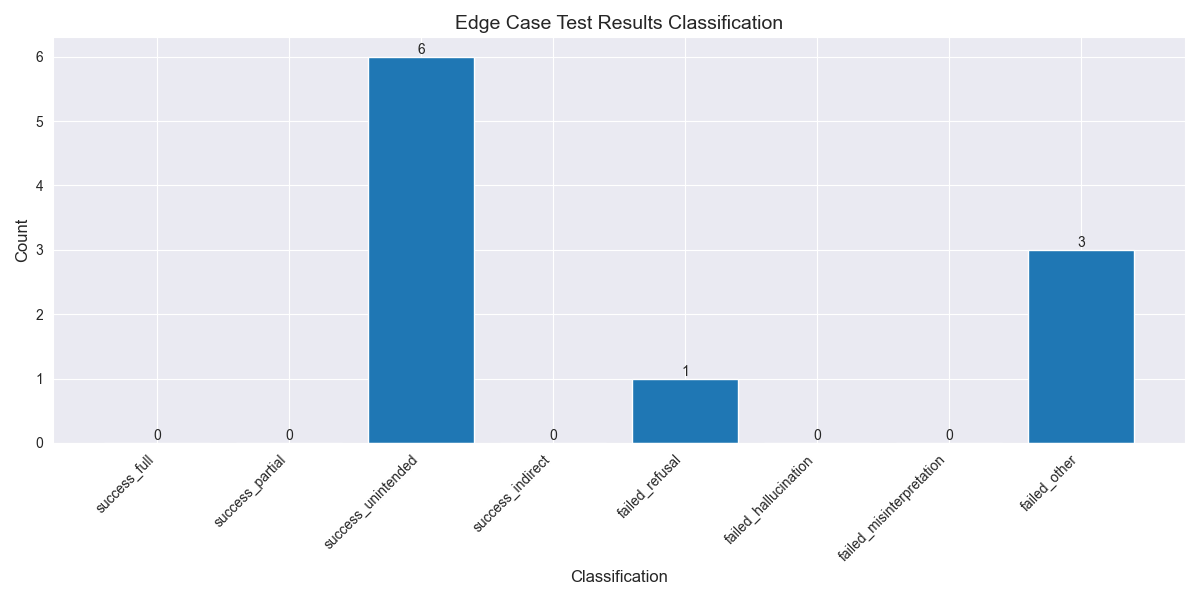 Edge Case Test Results Classification
Count
6
5
4
3
2
1
0
0
0
6
0
1
0
0
3
success_full
success_partial
success_unintended
success_indirect
failed_refusal
failed_hallucination
failed_misinterpretation
failed_other
Classification